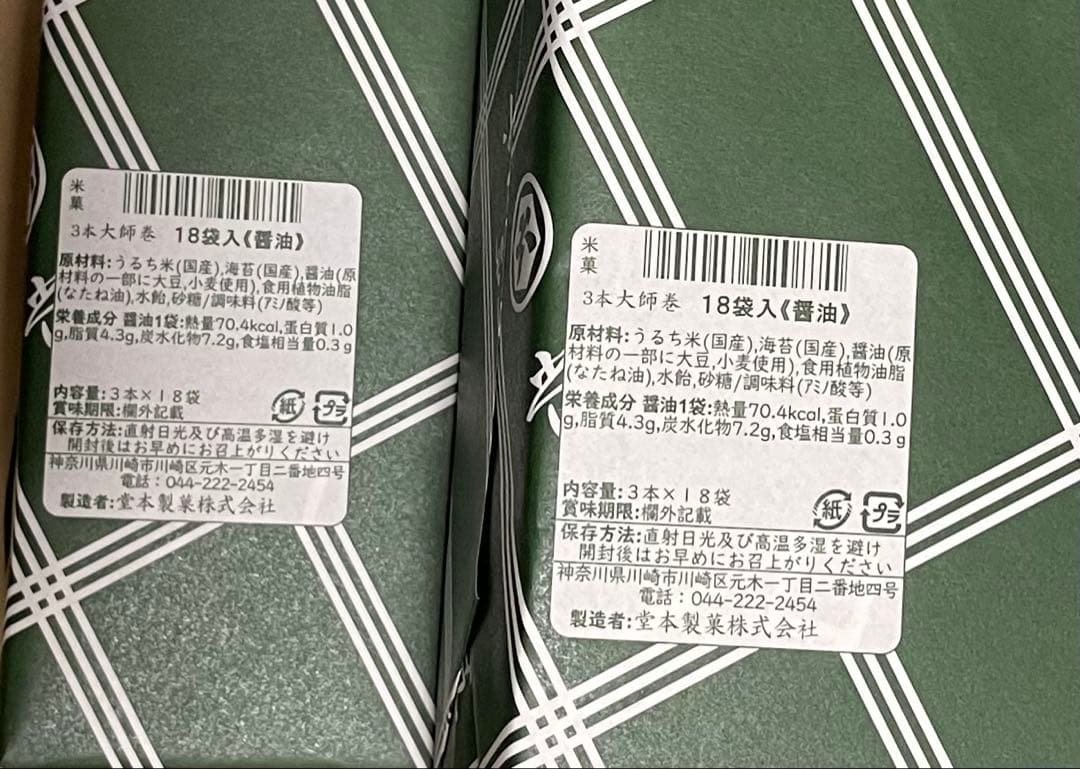 米菓
3本大師巻 18袋入《醤油》
原材料:うるち米(国産),海苔(国産),醤油(原
材料の一部に大豆,小麦使用),食用植物油脂
(なたね油),水飴,砂糖/調味料(アミノ酸等)
栄養成分 醤油1袋:熱量70.4kcal,蛋白質1.0
g,脂質4.3g,炭水化物7.2g,食塩相当量0.3g
内容量:3本×18袋
賞味期限:欄外記載
紙 プラ
保存方法:直射日光及び高温多湿を避け
開封後はお早めにお召上がりください
神奈川県川崎市川崎区元木一丁目二番地四号
電話:044-222-2454
製造者:堂本製菓株式会社
米菓
3本大師巻 18袋入《醤油》
原材料:うるち米(国産),海苔(国産),醤油(原
材料の一部に大豆,小麦使用),食用植物油脂
(なたね油),水飴,砂糖/調味料(アミノ酸等)
栄養成分 醤油1袋:熱量70.4kcal,蛋白質1.0
g,脂質4.3g,炭水化物7.2g,食塩相当量0.3g
内容量:3本×18袋
賞味期限:欄外記載
紙 プラ
保存方法:直射日光及び高温多湿を避け
開封後はお早めにお召上がりください
神奈川県川崎市川崎区元木一丁目二番地四号
電話:044-222-2454
製造者:堂本製菓株式会社